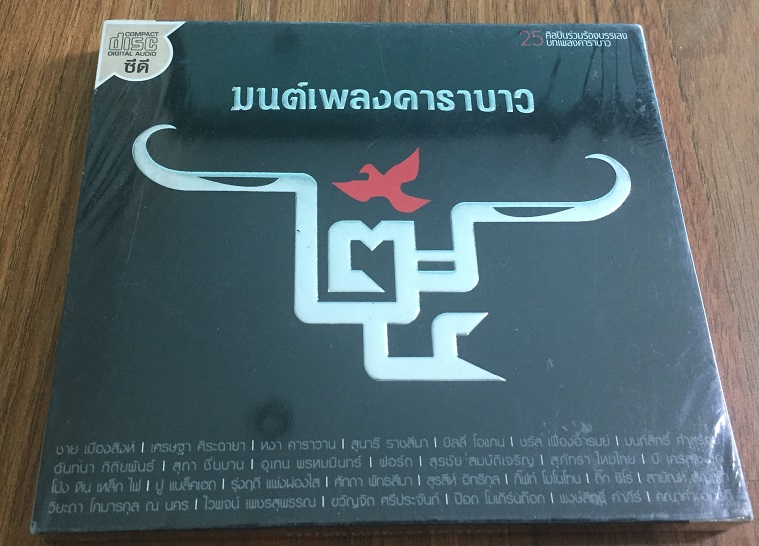 COMPACT
disc
DIGITAL AUDIO
ซีดี
25 ศิลปินร่วมร้องบรรเลง
บทเพลงคาราบาว
มนต์เพลงคาราบาว
ชาย เมืองสิงห์ | เศรษฐา ศิระฉายา | หงา คาราวาน | สุนารี ราชสีมา | บิลลี่ โอแกน | ชรัส เฟื่องอารมย์ | มนต์สิทธิ์
ฉันทนา กิติยพันธ์ | สุภา ชื่นบาน | อุเทน พรหมมินทร์ | ฟอร์ด | สุรชัย สมบัติเจริญ | สุภัทรา
โป่ง หิน เหล็ก ไฟ | ปู แบล็คเฮด | รุ่งฤดี แพ่งผ่องใส | ศักดา พัทธสีมา | สุรสีห์ อิทธิกุล | ติ๊ก ชิโร่
วิยะดา โกมารกุล ณ นคร | ไวพจน์ เพชรสุพรรณ | ขวัญจิต ศรีประจันต์ | ป๊อด โมเดิร์นด็อก | พงษ์สิทธิ์ คำภีร์